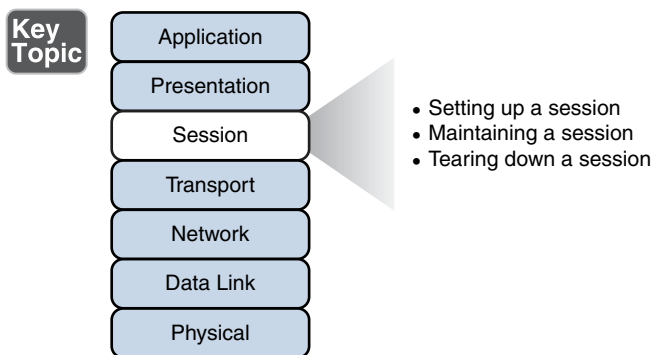 Key
Topic
Application
Presentation
Session
Transport
Network
Data Link
Physical
• Setting up a session
• Maintaining a session
• Tearing down a session